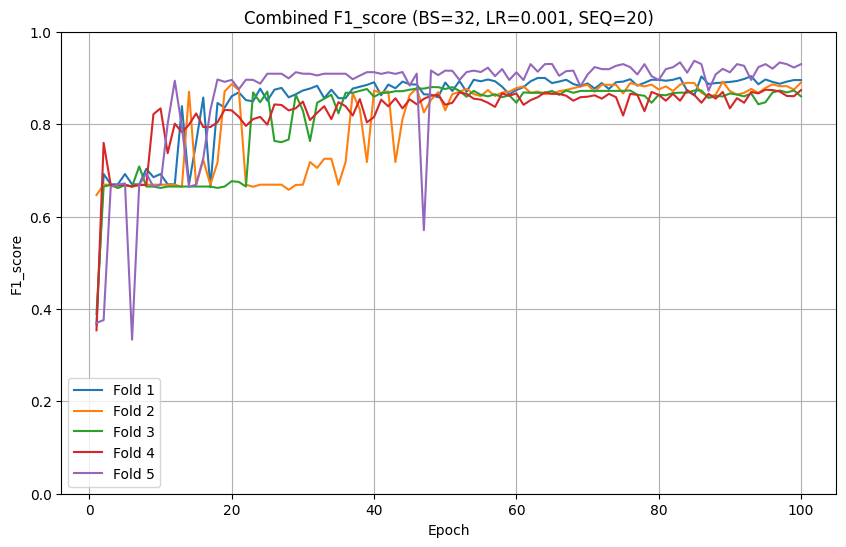 Combined F1_score (BS=32, LR=0.001, SEQ=20)
1.0
0.8
0.6
0.4
0.2
0.0
F1_score
Fold 1
Fold 2
Fold 3
Fold 4
Fold 5
0
20
40
60
80
100
Epoch